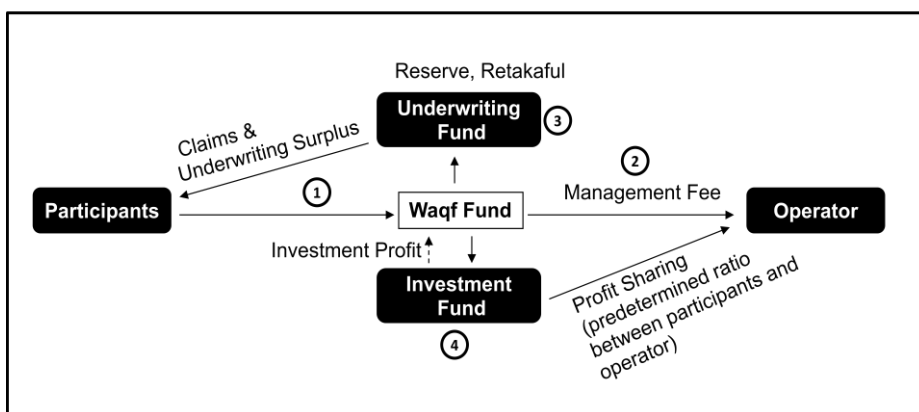 Reserve, Retakaful
Underwriting
Fund
3
Claims &
Underwriting Surplus
1
2
Management Fee
Participants
Waqf Fund
Operator
Investment Profit
Investment
Fund
4
Profit Sharing
(predetermined ratio
between participants and
operator)